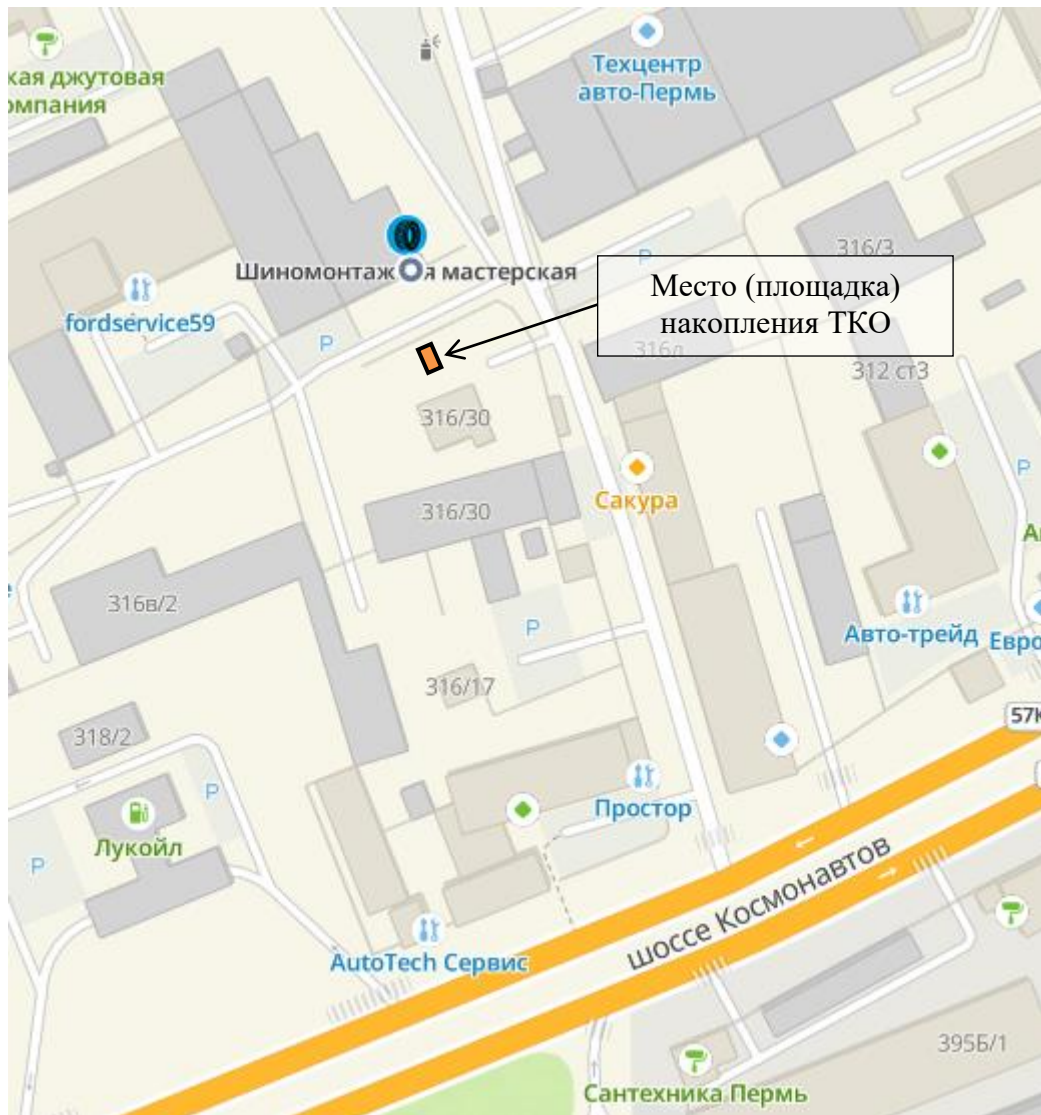 Техцентр
авто-Пермь
кая джутовая
омпания
Шиномонтаж я мастерская
316/3
P
Место (площадка)
накопления ТКО
fordservice59
P
316л
312 ст3
316/30
Сакура
P
316/30
316в/2
P
Авто-трейд
Евро
316/17
57К
318/2
P
Простор
Лукойл
P
шоссе Космонавтов
AutoTech Сервис
395Б/1
Сантехника Пермь